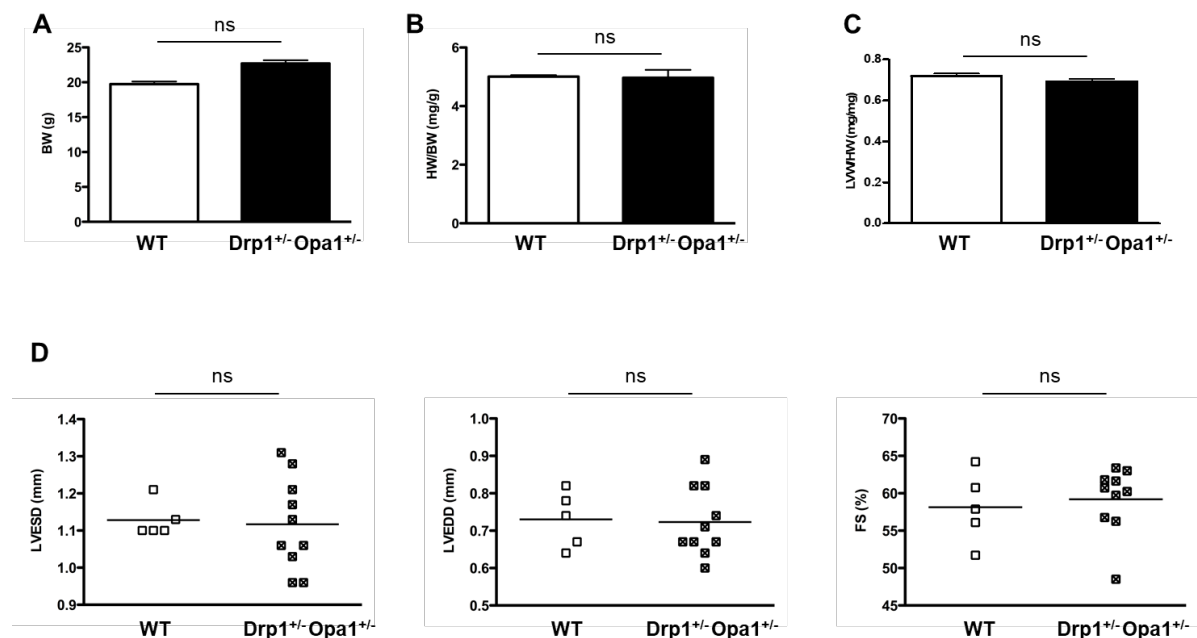 A
ns
BW (g)
25
20
15
10
5
0
WT
Drp1+/-Opa1+/-
B
ns
HW/BW (mg/g)
6
4
2
0
WT
Drp1+/-Opa1+/-
C
ns
LVW/HW (mg/mg)
0.8
0.6
0.4
0.2
0.0
WT
Drp1+/-Opa1+/-
D
ns
LVESD (mm)
1.4
1.3
1.2
1.1
1.0
0.9
WT
Drp1+/-Opa1+/-
ns
LVEDD (mm)
1.0
0.9
0.8
0.7
0.6
0.5
WT
Drp1+/-Opa1+/-
ns
FS (%)
70
65
60
55
50
45
WT
Drp1+/-Opa1+/-